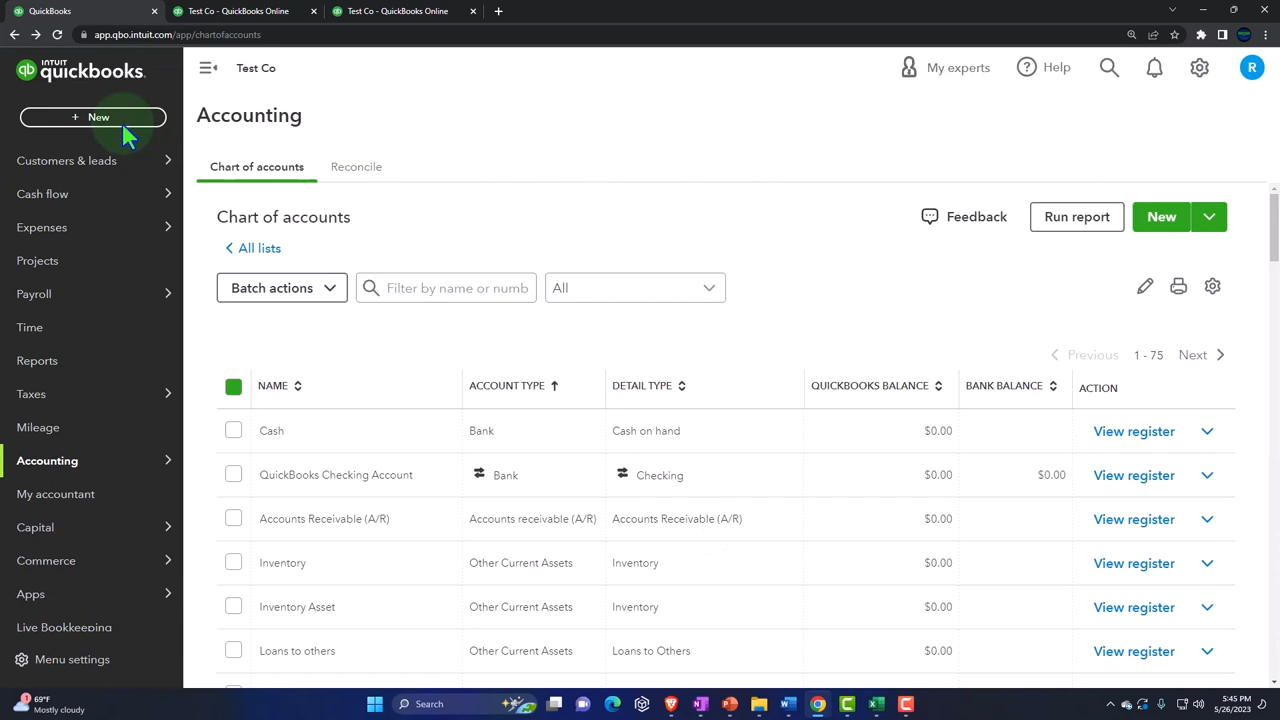 QuickBooks
Test Co - QuickBooks Online
Test Co - QuickBooks Online
app.qbo.intuit.com/app/chartofaccounts
INTUIT
quickbooks.
Test Co
My experts
Help
R
+ New
Accounting
Customers & leads
Cash flow
Expenses
Projects
Payroll
Time
Reports
Taxes
Mileage
Accounting
My accountant
Capital
Commerce
Apps
Live Bookkeeping
Menu settings
Chart of accounts
Reconcile
Chart of accounts
Feedback
Run report
New
All lists
Batch actions
Filter by name or numb
All
Previous 1 - 75 Next
NAME ACCOUNT TYPE DETAIL TYPE QUICKBOOKS BALANCE BANK BALANCE ACTION
Cash Bank Cash on hand $0.00 View register
QuickBooks Checking Account Bank Checking $0.00 $0.00 View register
Accounts Receivable (A/R) Accounts receivable (A/R) Accounts Receivable (A/R) $0.00 View register
Inventory Other Current Assets Inventory $0.00 View register
Inventory Asset Other Current Assets Inventory $0.00 View register
Loans to others Other Current Assets Loans to Others $0.00 View register
1
69°F
Mostly cloudy
Search
5:45 PM
5/26/2023